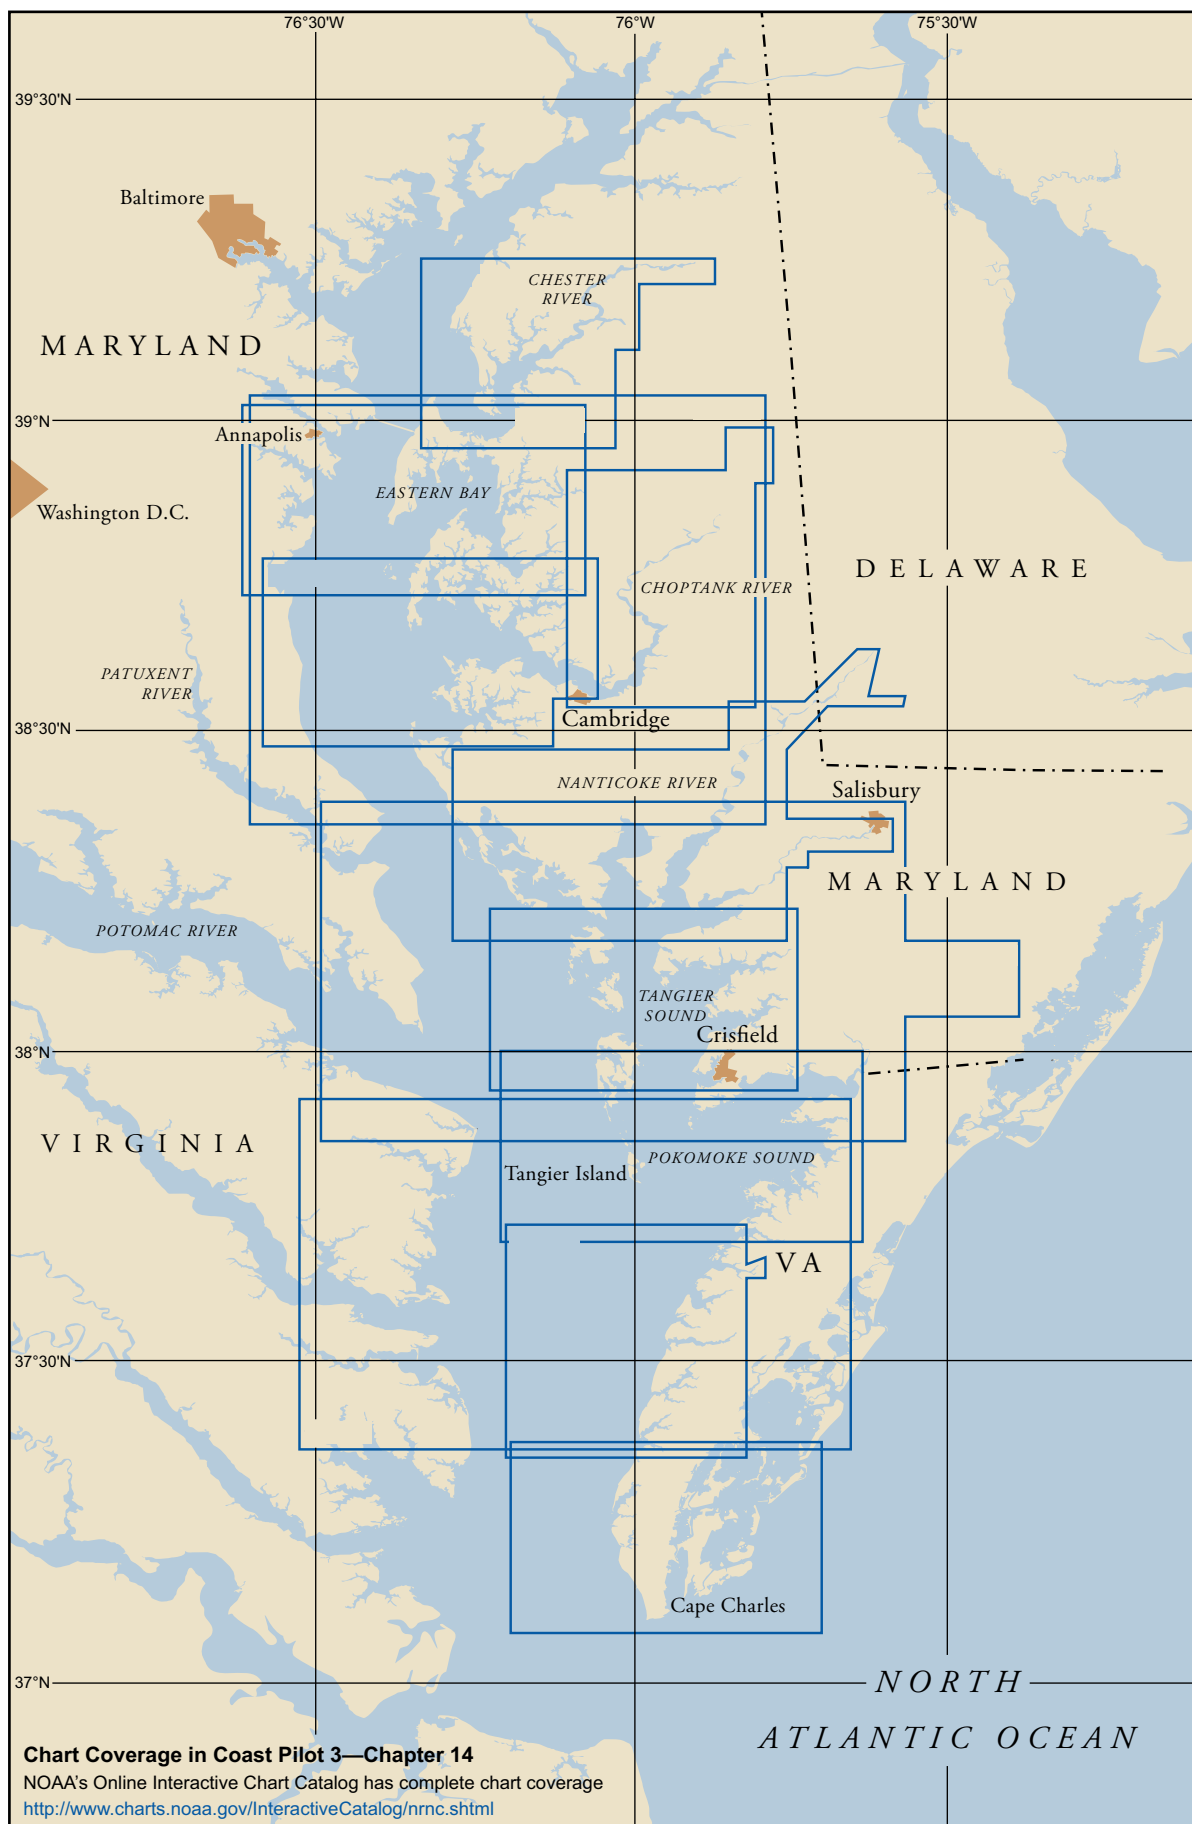 76°30'W
76°W
75°30'W
39°30'N
Baltimore
CHESTER
RIVER
MARYLAND
39°N
Annapolis
EASTERN BAY
Washington D.C.
DELAWARE
CHOPTANK RIVER
PATUXENT
RIVER
Cambridge
38°30'N
NANTICOKE RIVER
Salisbury
MARYLAND
POTOMAC RIVER
TANGIER
SOUND
Crisfield
38°N
VIRGINIA
POKOMOKE SOUND
Tangier Island
VA
37°30'N
Cape Charles
37°N
NORTH
ATLANTIC OCEAN
Chart Coverage in Coast Pilot 3—Chapter 14
NOAA's Online Interactive Chart Catalog has complete chart coverage
http://www.charts.noaa.gov/InteractiveCatalog/nrnc.shtml